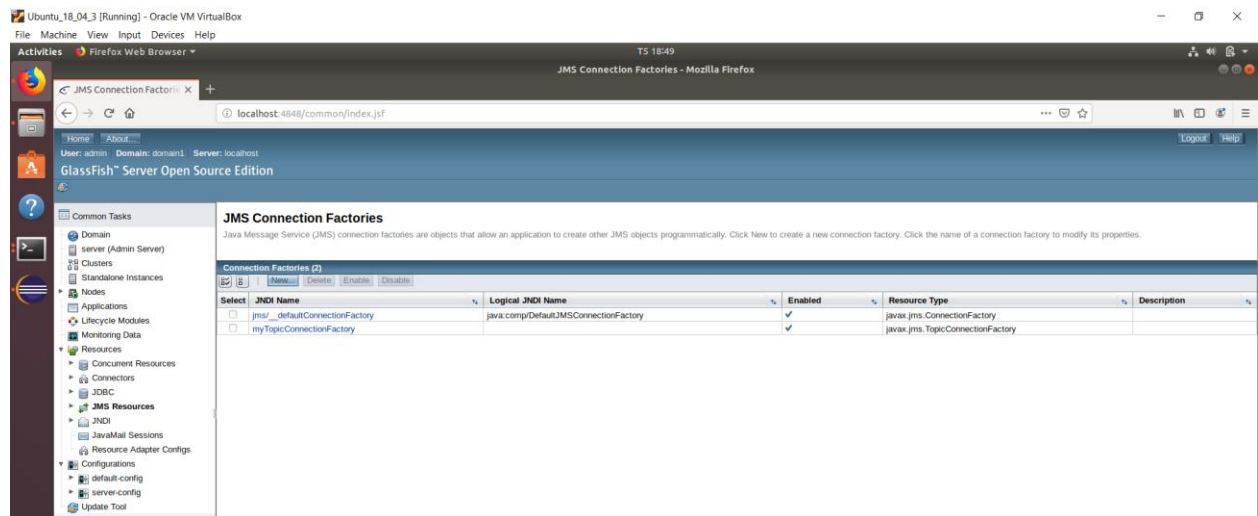 Ubuntu_18_04_3 [Running] - Oracle VM VirtualBox
File Machine View Input Devices Help
Activities Firefox Web Browser T5 18:49
JMS Connection Factories - Mozilla Firefox
JMS Connection Factorie
localhost:4848/common/index.jsf
Home About... Logout Help
User: admin Domain: domain1 Server: localhost
GlassFish™ Server Open Source Edition
Common Tasks
Domain
server (Admin Server)
Clusters
Standalone Instances
Nodes
Applications
Lifecycle Modules
Monitoring Data
Resources
Concurrent Resources
Connectors
JDBC
JMS Resources
JNDI
JavaMail Sessions
Resource Adapter Configs
Configurations
default-config
server-config
Update Tool
JMS Connection Factories
Java Message Service (JMS) connection factories are objects that allow an application to create other JMS objects programmatically. Click New to create a new connection factory. Click the name of a connection factory to modify its properties.
Connection Factories (2)
New... Delete Enable Disable
Select JNDI Name Logical JNDI Name Enabled Resource Type Description
jms/__defaultConnectionFactory java:comp/DefaultJMSConnectionFactory javax.jms.ConnectionFactory
myTopicConnectionFactory javax.jms.TopicConnectionFactory